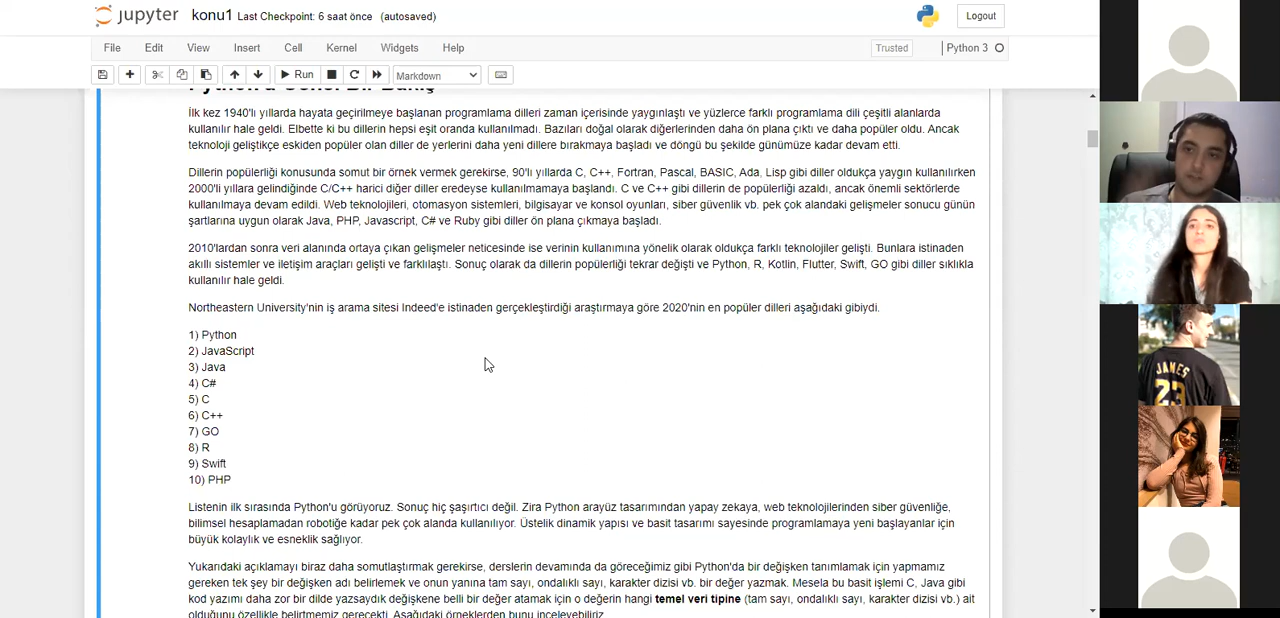 jupyter konu1 Last Checkpoint: 6 saat önce (autosaved) Logout
File Edit View Insert Cell Kernel Widgets Help Trusted Python 3
Run Markdown
Python'a Genel Bir Bakış
İlk kez 1940'lı yıllarda hayata geçirilmeye başlanan programlama dilleri zaman içerisinde yaygınlaştı ve yüzlerce farklı programlama dili çeşitli alanlarda
kullanılır hale geldi. Elbette ki bu dillerin hepsi eşit oranda kullanılmadı. Bazıları doğal olarak diğerlerinden daha ön plana çıktı ve daha popüler oldu. Ancak
teknoloji geliştikçe eskiden popüler olan diller de yerlerini daha yeni dillere bırakmaya başladı ve döngü bu şekilde günümüze kadar devam etti.
Dillerin popülerliği konusunda somut bir örnek vermek gerekirse, 90'lı yıllarda C, C++, Fortran, Pascal, BASIC, Ada, Lisp gibi diller oldukça yaygın kullanılırken
2000'li yıllara gelindiğinde C/C++ harici diğer diller eredeyse kullanılmamaya başlandı. C ve C++ gibi dillerin de popülerliği azaldı, ancak önemli sektörlerde
kullanılmaya devam edildi. Web teknolojileri, otomasyon sistemleri, bilgisayar ve konsol oyunları, siber güvenlik vb. pek çok alandaki gelişmeler sonucu günün
şartlarına uygun olarak Java, PHP, Javascript, C# ve Ruby gibi diller ön plana çıkmaya başladı.
2010'lardan sonra veri alanında ortaya çıkan gelişmeler neticesinde ise verinin kullanımına yönelik olarak oldukça farklı teknolojiler gelişti. Bunlara istinaden
akıllı sistemler ve iletişim araçları gelişti ve farklılaştı. Sonuç olarak da dillerin popülerliği tekrar değişti ve Python, R, Kotlin, Flutter, Swift, GO gibi diller sıklıkla
kullanılır hale geldi.
Northeastern University'nin iş arama sitesi Indeed'e istinaden gerçekleştirdiği araştırmaya göre 2020'nin en popüler dilleri aşağıdaki gibiydi.
1) Python
2) JavaScript
3) Java
4) C#
5) C
6) C++
7) GO
8) R
9) Swift
10) PHP
Listenin ilk sırasında Python'u görüyoruz. Sonuç hiç şaşırtıcı değil. Zira Python arayüz tasarımından yapay zekaya, web teknolojilerinden siber güvenliğe,
bilimsel hesaplamadan robotiğe kadar pek çok alanda kullanılıyor. Üstelik dinamik yapısı ve basit tasarımı sayesinde programlamaya yeni başlayanlar için
büyük kolaylık ve esneklik sağlıyor.
Yukarıdaki açıklamayı biraz daha somutlaştırmak gerekirse, derslerin devamında da göreceğimiz gibi Python'da bir değişken tanımlamak için yapmamız
gereken tek şey bir değişken adı belirlemek ve onun yanına tam sayı, ondalıklı sayı, karakter dizisi vb. bir değer yazmak. Mesela bu basit işlemi C, Java gibi
kod yazımı daha zor bir dilde yazsaydık değişkene belli bir değer atamak için o değerin hangi temel veri tipine (tam sayı, ondalıklı sayı, karakter dizisi vb.) ait
olduğunu özellikle belirtmemiz gerecekti. Aşağıdaki örneklerden bunu inceleyebiliriz
JAMES
23